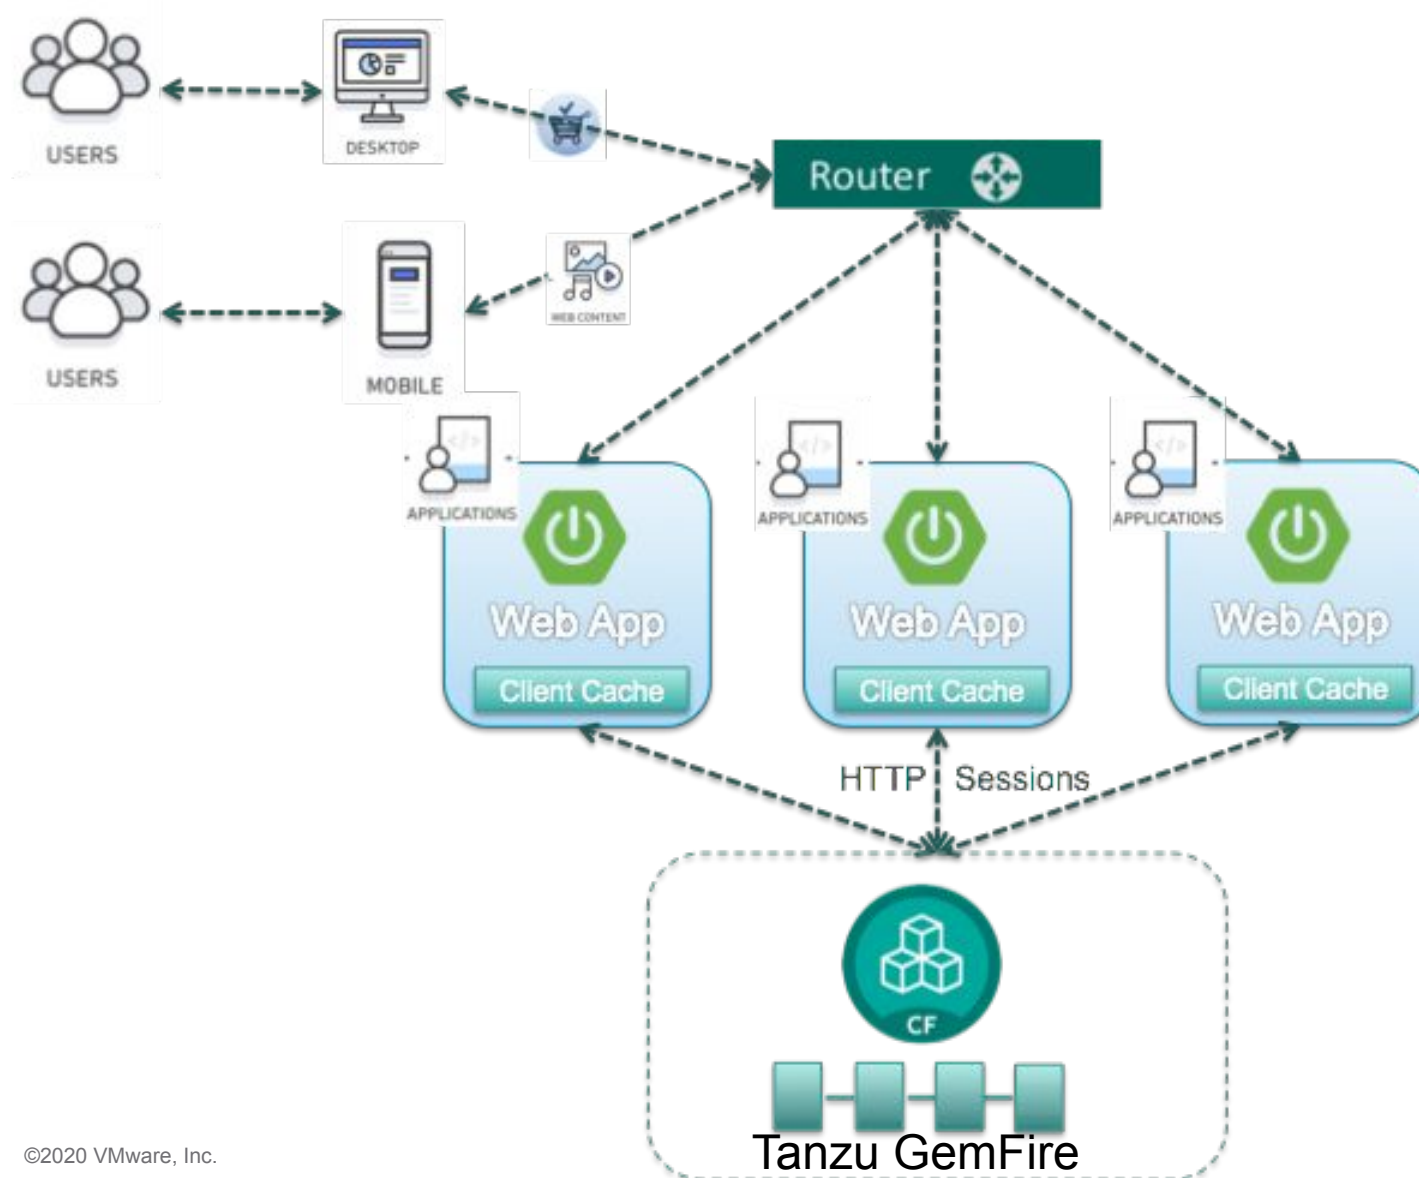 USERS
DESKTOP
Router
USERS
MOBILE
WEB CONTENT
</>
APPLICATIONS
Web App
Client Cache
</>
APPLICATIONS
Web App
Client Cache
</>
APPLICATIONS
Web App
Client Cache
HTTP Sessions
CF
Tanzu GemFire
©2020 VMware, Inc.